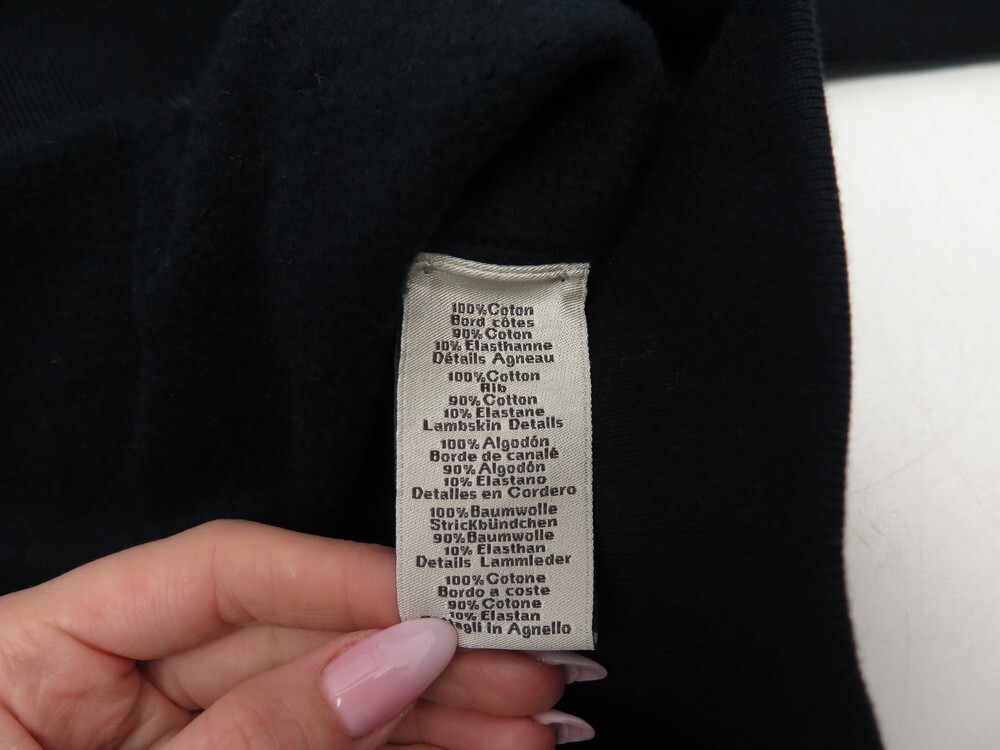 100%Coton
Bord côtes
90% Coton
10% Elasthanne
Détails Agneau
100%Cotton
Rib
90% Cotton
10% Elastane
Lambskin Details
100% Algodón
Borde de canalé
90% Algodón
10% Elastano
Detalles en Cordero
100%Baumwolle
Strickbündchen
90%Baumwolle
10% Elasthan
Details Lammleder
100% Cotone
Bordo a coste
90% Cotone
10% Elastan
in Agnello